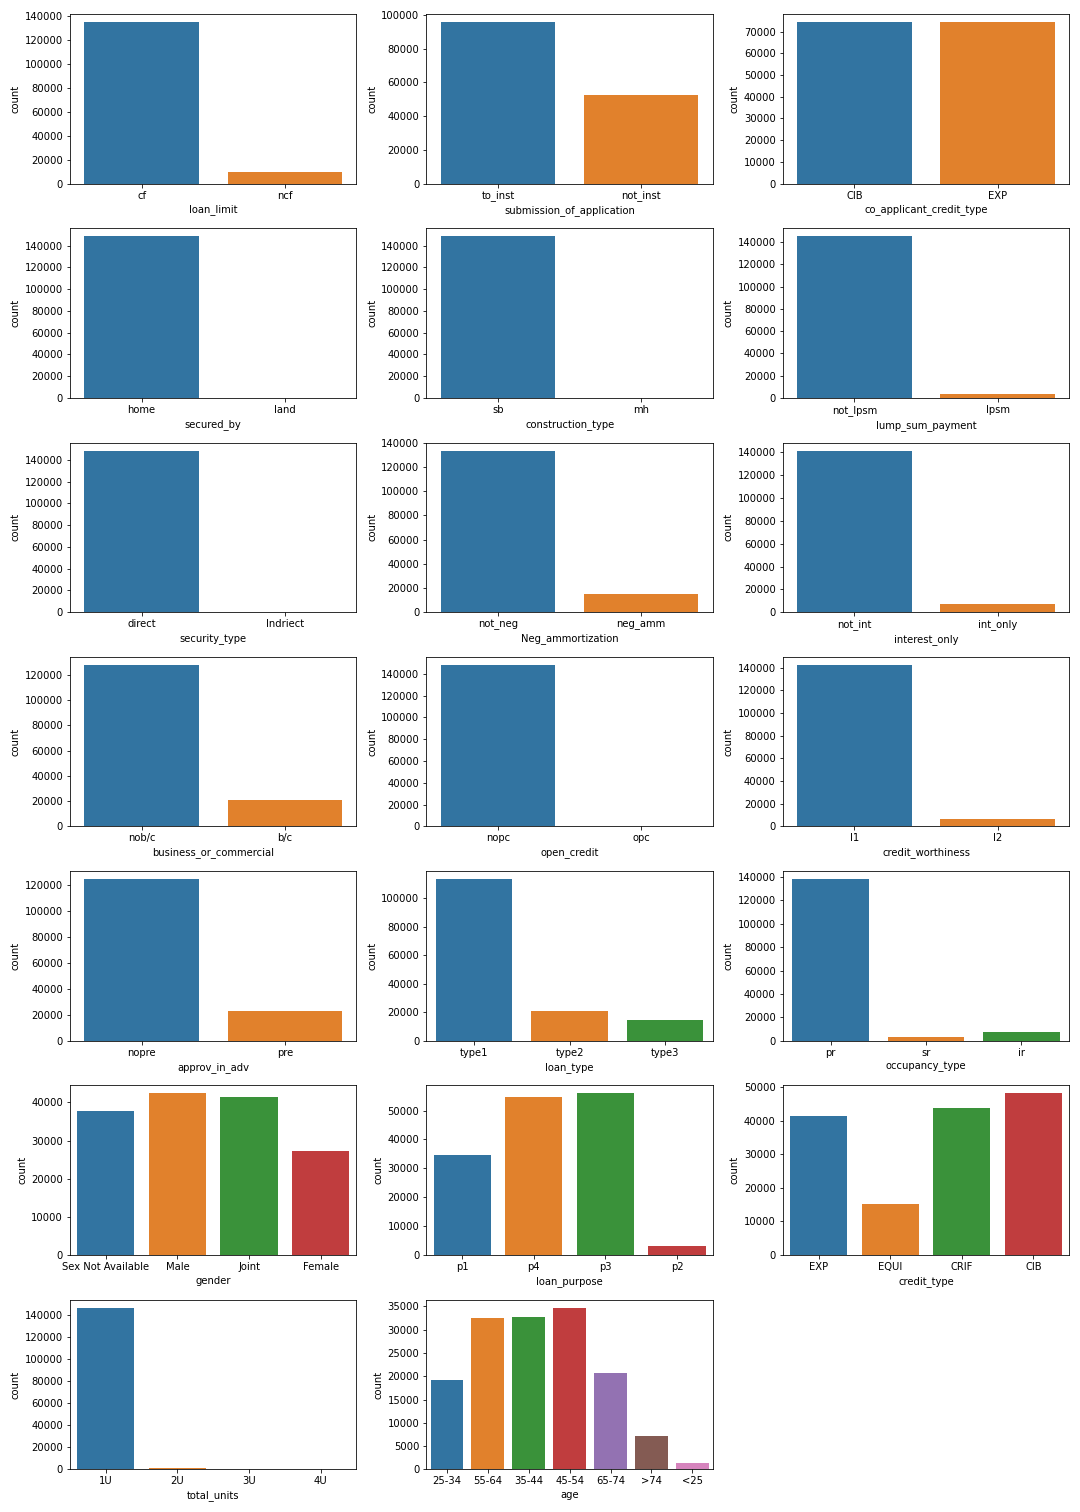 140000
120000
100000
80000
60000
40000
20000
0
count
cf ncf
loan_limit
100000
80000
60000
40000
20000
0
count
to_inst not_inst
submission_of_application
70000
60000
50000
40000
30000
20000
10000
0
count
CIB EXP
co_applicant_credit_type
140000
120000
100000
80000
60000
40000
20000
0
count
home land
secured_by
140000
120000
100000
80000
60000
40000
20000
0
count
sb mh
construction_type
140000
120000
100000
80000
60000
40000
20000
0
count
not_lpsm lpsm
lump_sum_payment
140000
120000
100000
80000
60000
40000
20000
0
count
direct Indriect
security_type
140000
120000
100000
80000
60000
40000
20000
0
count
not_neg neg_amm
Neg_ammortization
140000
120000
100000
80000
60000
40000
20000
0
count
not_int int_only
interest_only
120000
100000
80000
60000
40000
20000
0
count
nob/c b/c
business_or_commercial
140000
120000
100000
80000
60000
40000
20000
0
count
nopc opc
open_credit
140000
120000
100000
80000
60000
40000
20000
0
count
l1 l2
credit_worthiness
120000
100000
80000
60000
40000
20000
0
count
nopre pre
approv_in_adv
100000
80000
60000
40000
20000
0
count
type1 type2 type3
loan_type
140000
120000
100000
80000
60000
40000
20000
0
count
pr sr ir
occupancy_type
40000
30000
20000
10000
0
count
Sex Not Available Male Joint Female
gender
50000
40000
30000
20000
10000
0
count
p1 p4 p3 p2
loan_purpose
50000
40000
30000
20000
10000
0
count
EXP EQUI CRIF CIB
credit_type
140000
120000
100000
80000
60000
40000
20000
0
count
1U 2U 3U 4U
total_units
35000
30000
25000
20000
15000
10000
5000
0
count
25-34 55-64 35-44 45-54 65-74 >74 <25
age